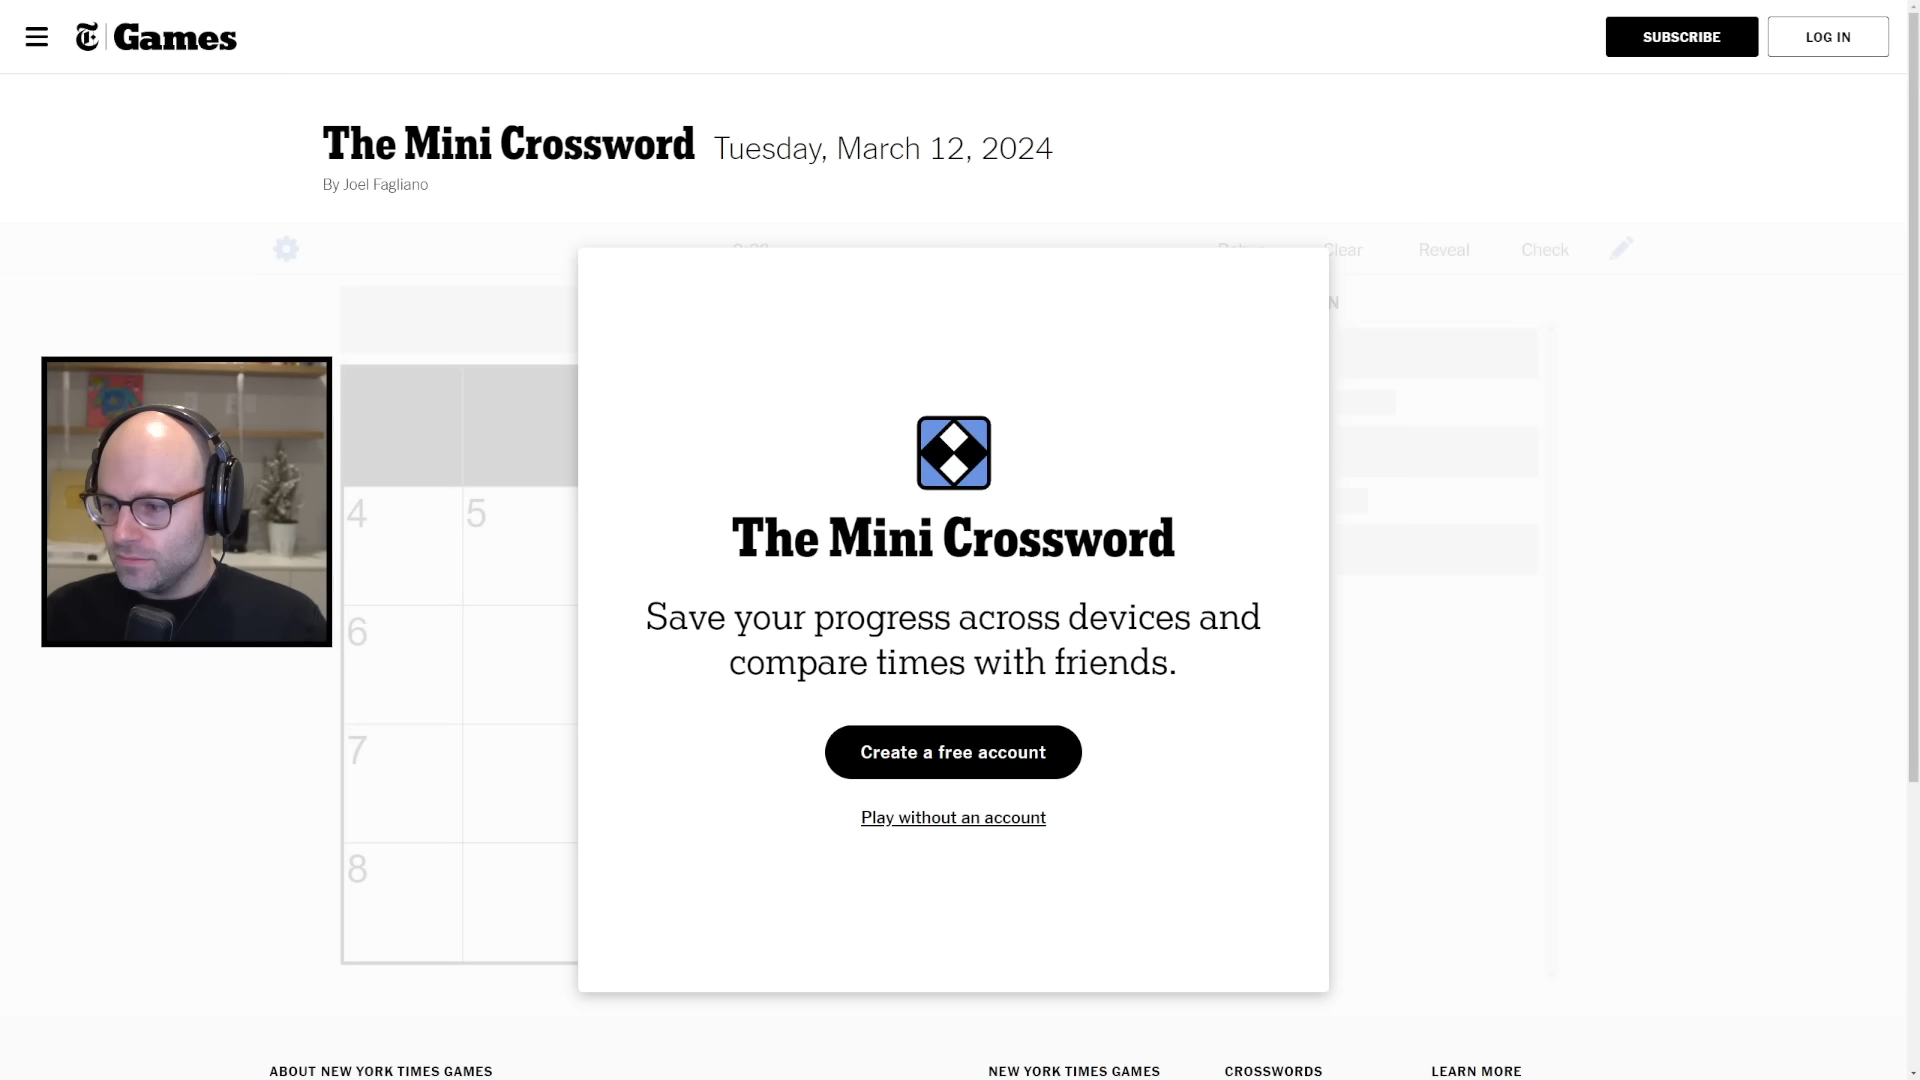 Games
SUBSCRIBE
LOG IN
The Mini Crossword Tuesday, March 12, 2024
By Joel Fagliano
Clear
Reveal
Check
N
4
5
6
7
8
The Mini Crossword
Save your progress across devices and
compare times with friends.
Create a free account
Play without an account
ABOUT NEW YORK TIMES GAMES
NEW YORK TIMES GAMES
CROSSWORDS
LEARN MORE